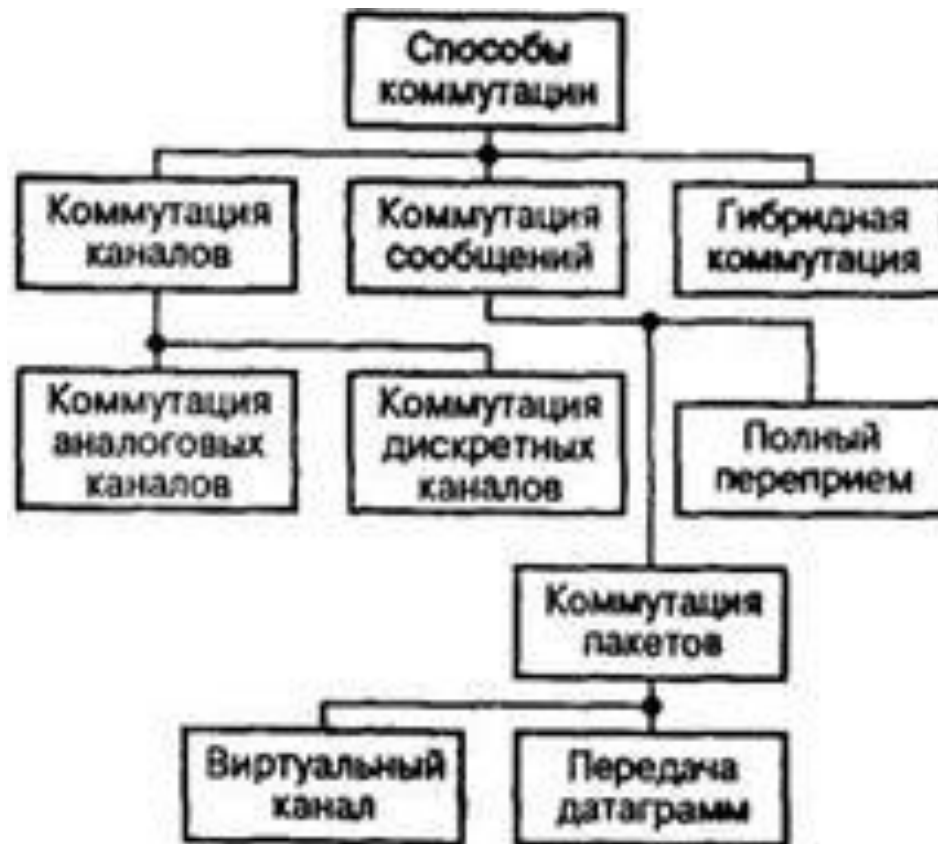 Способы
коммутации
Коммутация
каналов
Коммутация
сообщений
Гибридная
коммутация
Коммутация
аналоговых
каналов
Коммутация
дискретных
каналов
Полный
переприем
Коммутация
пакетов
Виртуальный
канал
Передача
датаграмм